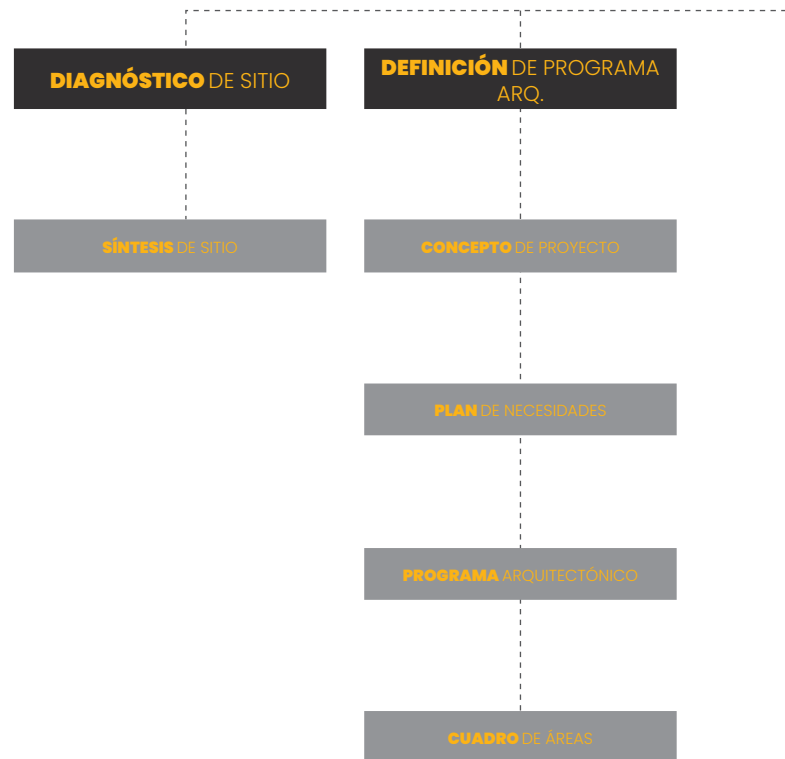 DIAGNÓSTICO DE SITIO
DEFINICIÓN DE PROGRAMA
ARQ.
SÍNTESIS DE SITIO
CONCEPTO DE PROYECTO
PLAN DE NECESIDADES
PROGRAMA ARQUITECTÓNICO
CUADRO DE ÁREAS